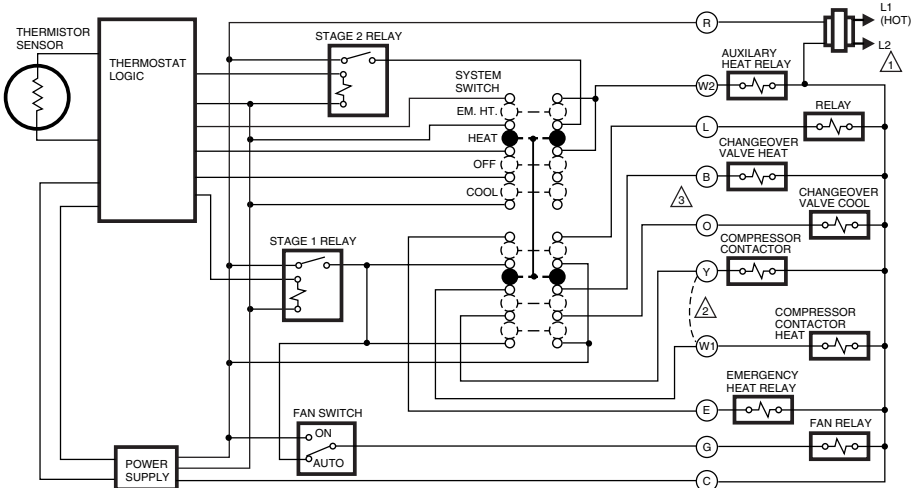 THERMISTOR
SENSOR
THERMOSTAT
LOGIC
STAGE 2 RELAY
SYSTEM
SWITCH
EM. HT.
HEAT
OFF
COOL
STAGE 1 RELAY
FAN SWITCH
ON
AUTO
POWER
SUPPLY
R
L1
(HOT)
L2
1
AUXILARY
HEAT RELAY
W2
RELAY
L
CHANGEOVER
VALVE HEAT
B
3
CHANGEOVER
VALVE COOL
O
COMPRESSOR
CONTACTOR
Y
2
COMPRESSOR
CONTACTOR
HEAT
W1
EMERGENCY
HEAT RELAY
E
FAN RELAY
G
C